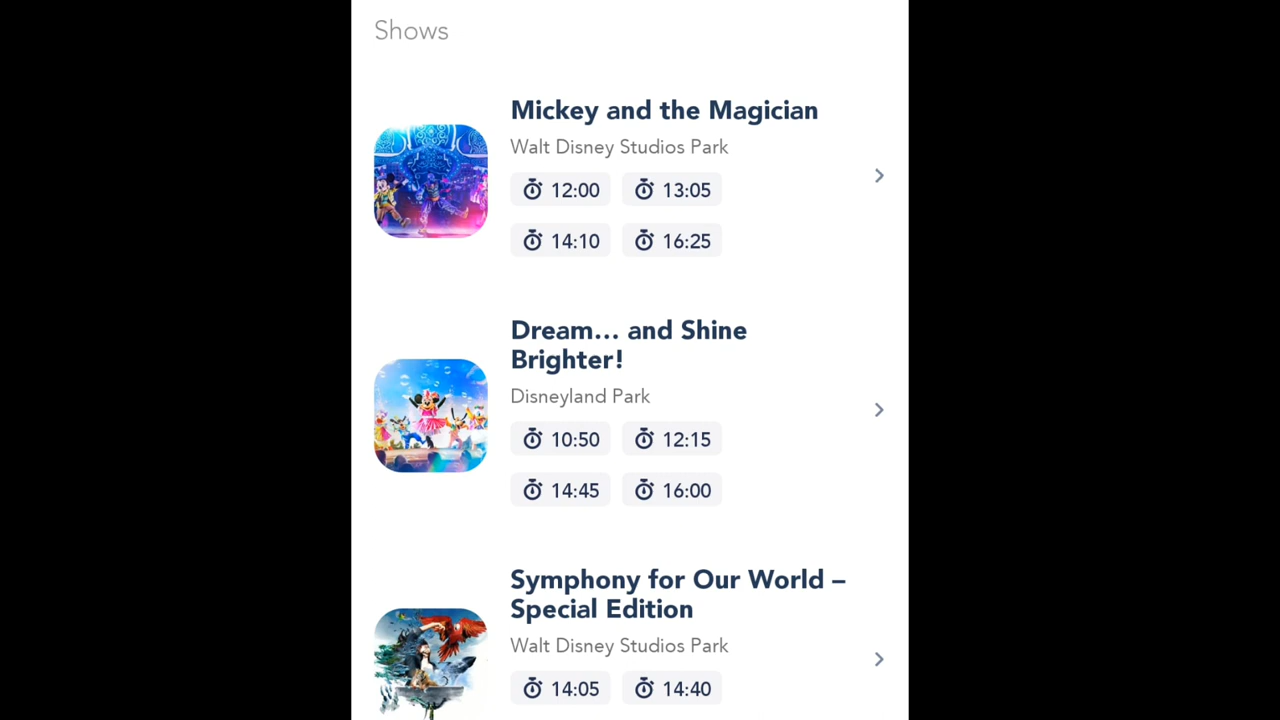 Shows
Mickey and the Magician
Walt Disney Studios Park
12:00 13:05
14:10 16:25
Dream... and Shine
Brighter!
Disneyland Park
10:50 12:15
14:45 16:00
Symphony for Our World –
Special Edition
Walt Disney Studios Park
14:05 14:40